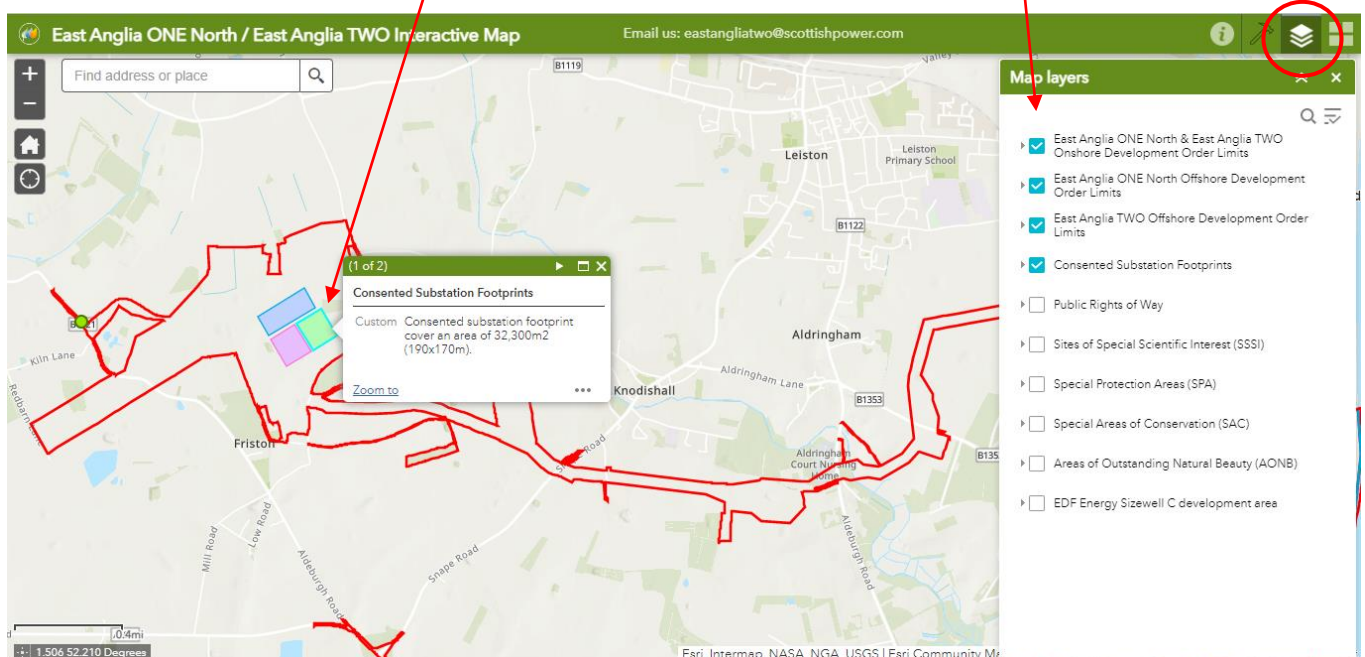 East Anglia ONE North / East Anglia TWO Interactive Map
Email us: eastangliatwo@scottishpower.com
i
+
Find address or place
−
B1119
Valley
Leiston
Leiston
Primary School
B1122
Map layers
East Anglia ONE North & East Anglia TWO
Onshore Development Order Limits
East Anglia ONE North Offshore Development
Order Limits
East Anglia TWO Offshore Development Order
Limits
Consented Substation Footprints
Public Rights of Way
Sites of Special Scientific Interest (SSSI)
Special Protection Areas (SPA)
Special Areas of Conservation (SAC)
Areas of Outstanding Natural Beauty (AONB)
EDF Energy Sizewell C development area
(1 of 2)
Consented Substation Footprints
Custom Consented substation footprint
cover an area of 32,300m2
(190x170m).
Zoom to
Kiln Lane
Aldringham
Aldringham Lane
Knodishall
B1353
Friston
Aldringham
Court Nursing
Home
B135
Mill Road
Low Road
Aldeburgh Road
Snape Road
Aldeburgh Road
0.4mi
1.506 52.210 Degrees
Esri, Intermap, NASA, NGA, USGS | Esri Community Ma